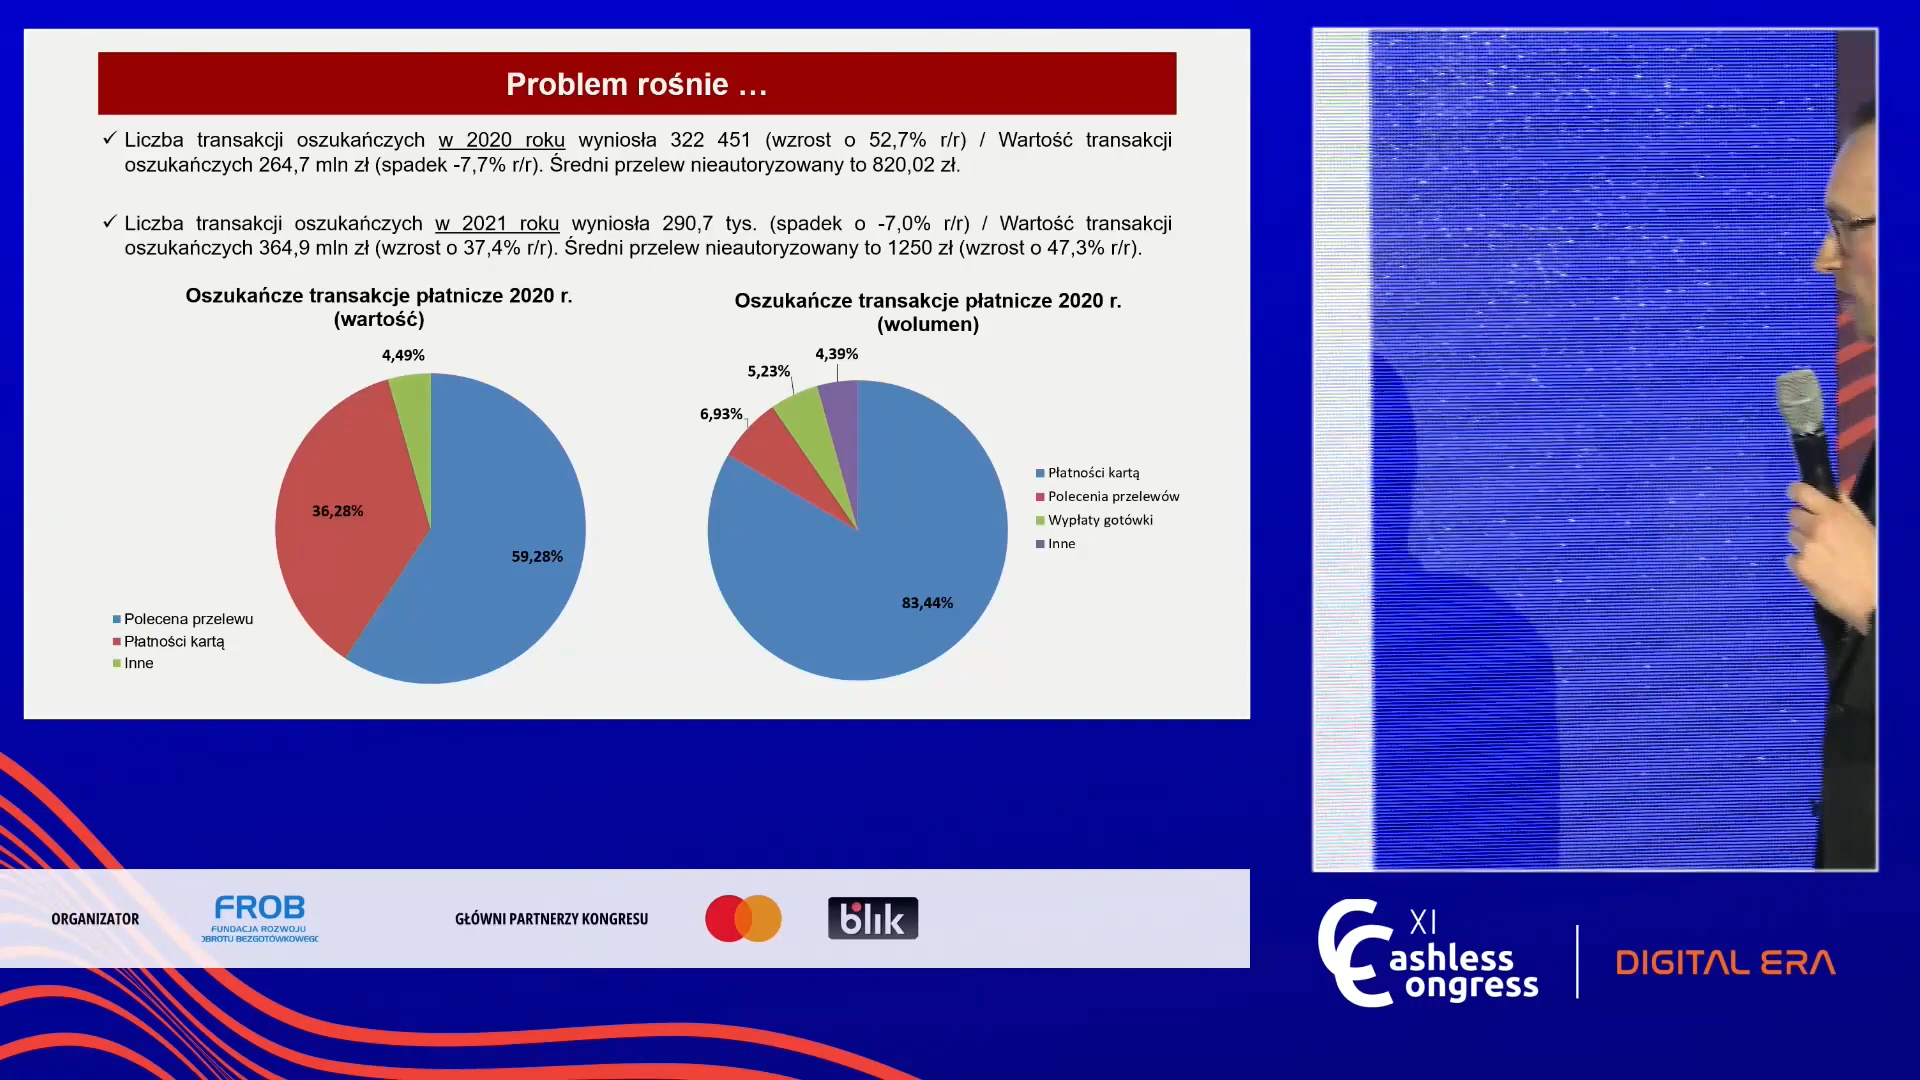 Problem rośnie …
✓ Liczba transakcji oszukańczych w 2020 roku wyniosła 322 451 (wzrost o 52,7% r/r) / Wartość transakcji
oszukańczych 264,7 mln zł (spadek -7,7% r/r). Średni przelew nieautoryzowany to 820,02 zł.
✓ Liczba transakcji oszukańczych w 2021 roku wyniosła 290,7 tys. (spadek o -7,0% r/r) / Wartość transakcji
oszukańczych 364,9 mln zł (wzrost o 37,4% r/r). Średni przelew nieautoryzowany to 1250 zł (wzrost o 47,3% r/r).
Oszukańcze transakcje płatnicze 2020 r.
(wartość)
4,49%
36,28%
59,28%
Polecena przelewu
Płatności kartą
Inne
Oszukańcze transakcje płatnicze 2020 r.
(wolumen)
4,39%
5,23%
6,93%
83,44%
Płatności kartą
Polecenia przelewów
Wypłaty gotówki
Inne
ORGANIZATOR
FROB
FUNDACJA ROZWOJU
OBROTU BEZGOTÓWKOWEGO
GŁÓWNI PARTNERZY KONGRESU
blik
XI
Cashless
Congress
DIGITAL ERA